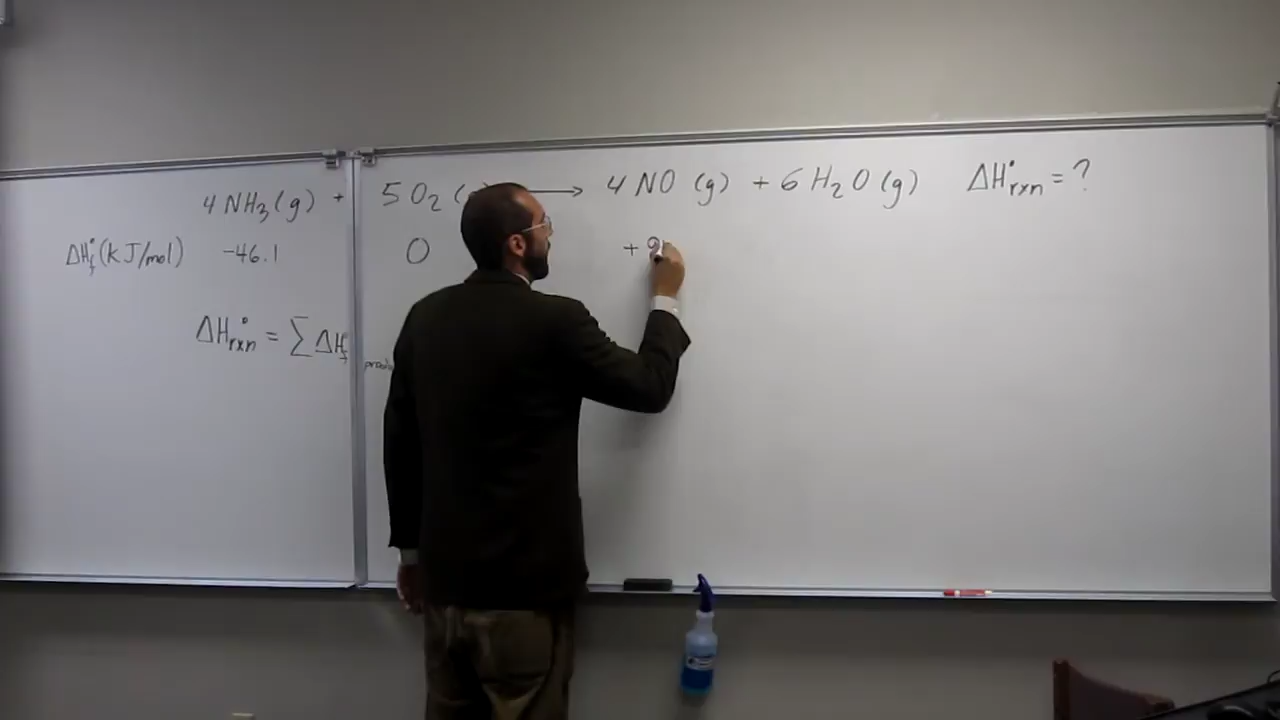 4 NH₃(g) + 5 O₂ ( → 4 NO (g) + 6 H₂O (g) ΔH°rxn = ?
ΔH°f (kJ/mol) -46.1 0 + 9
ΔH°rxn = ∑ ΔH°f